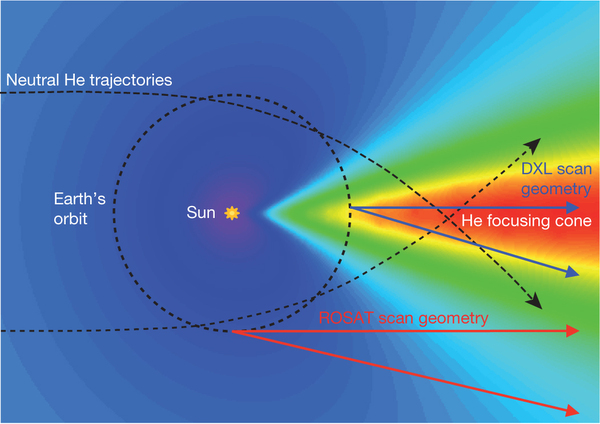 Neutral He trajectories
DXL scan
geometry
Earth's
orbit
Sun
He focusing cone
ROSAT scan geometry